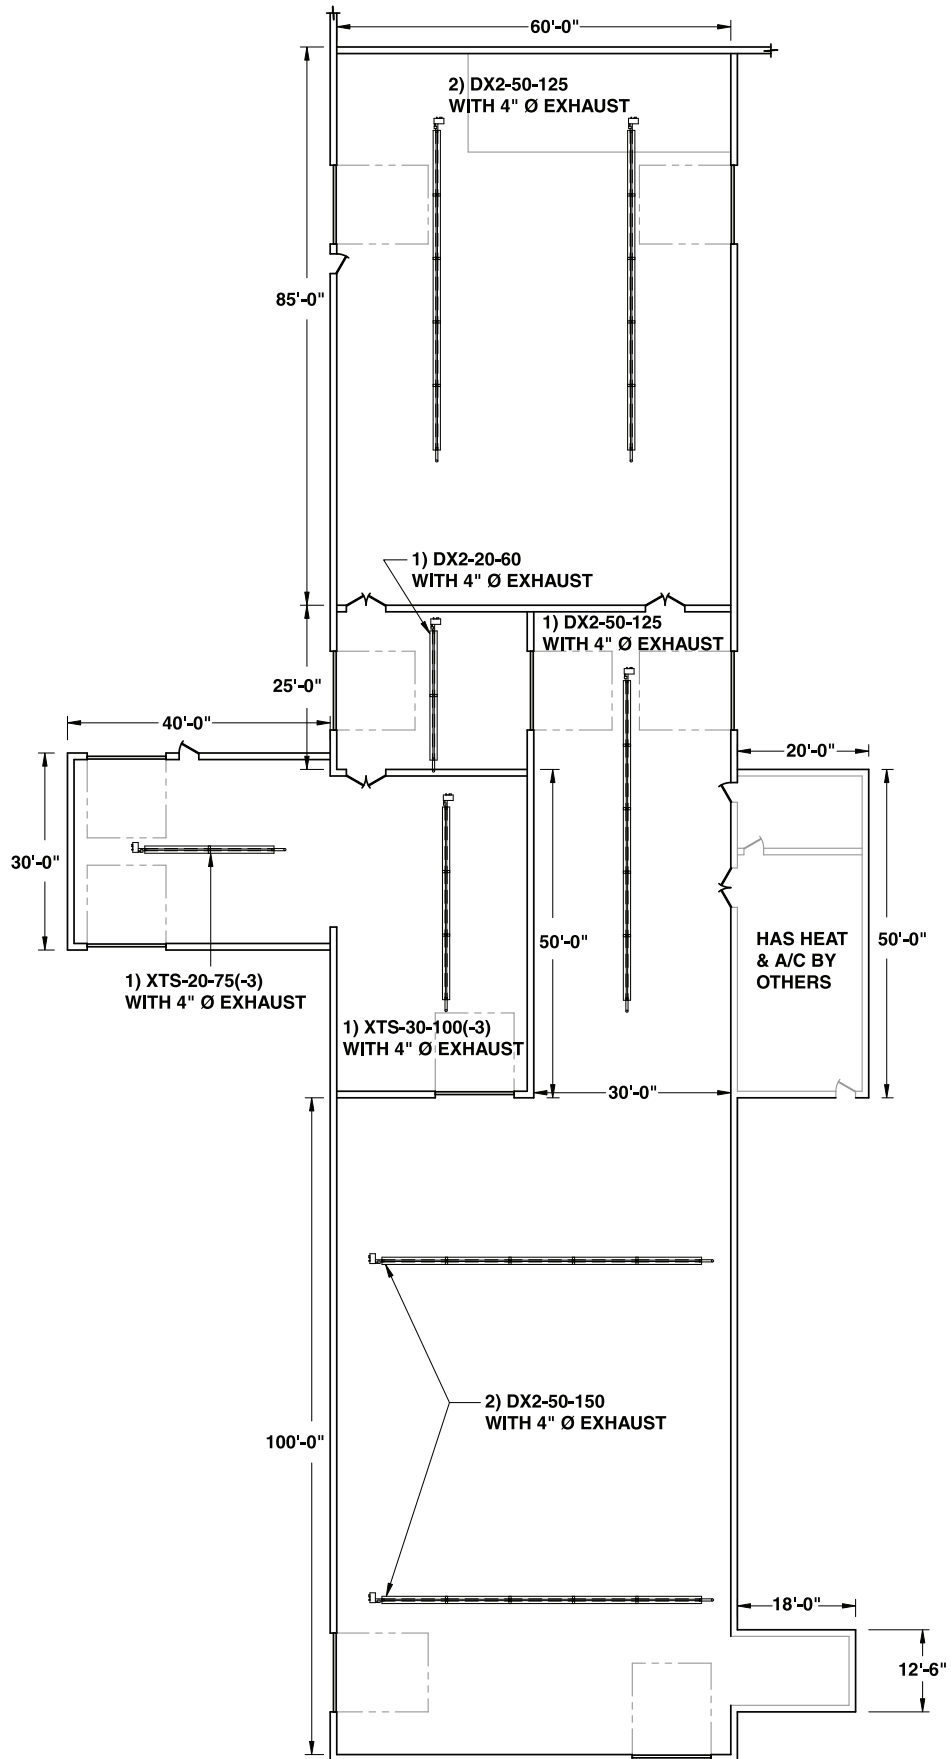 60'-0"
2) DX2-50-125
WITH 4" Ø EXHAUST
85'-0"
1) DX2-20-60
WITH 4" Ø EXHAUST
1) DX2-50-125
WITH 4" Ø EXHAUST
25'-0"
40'-0"
20'-0"
30'-0"
50'-0"
HAS HEAT
& A/C BY
OTHERS
50'-0"
1) XTS-20-75(-3)
WITH 4" Ø EXHAUST
1) XTS-30-100(-3)
WITH 4" Ø EXHAUST
30'-0"
2) DX2-50-150
WITH 4" Ø EXHAUST
100'-0"
18'-0"
12'-6"